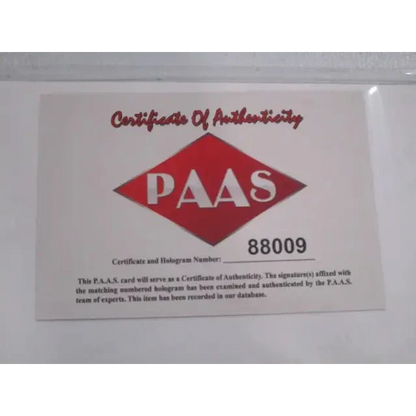 Certificate Of Authenticity
PAAS
Certificate and Hologram Number: 88009
This P.A.A.S. card will serve as a Certificate of Authenticity. The signature(s) affixed with
the matching numbered hologram has been examined and authenticated by the P.A.A.S.
team of experts. This item has been recorded in our database.